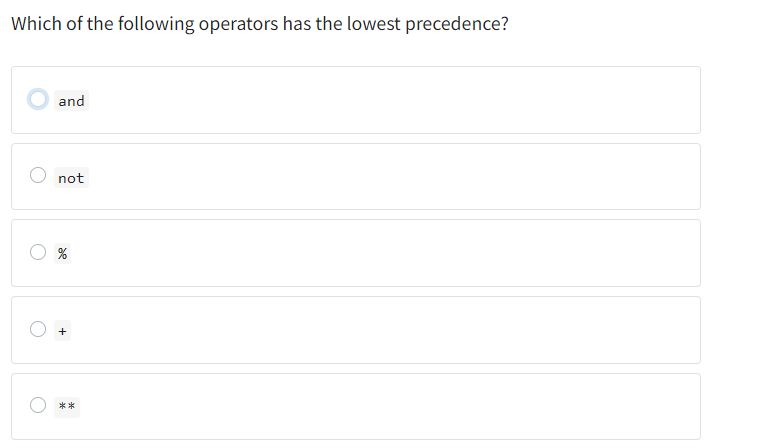 Which of the following operators has the lowest precedence?
and
not
%
+
**